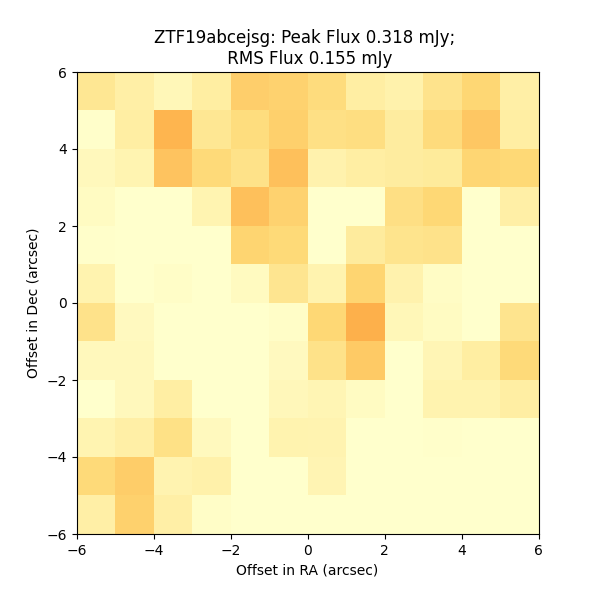 ZTF19abcejsg: Peak Flux 0.318 mJy;
RMS Flux 0.155 mJy
6
4
2
0
−2
−4
−6
Offset in Dec (arcsec)
−6 −4 −2 0 2 4 6
Offset in RA (arcsec)